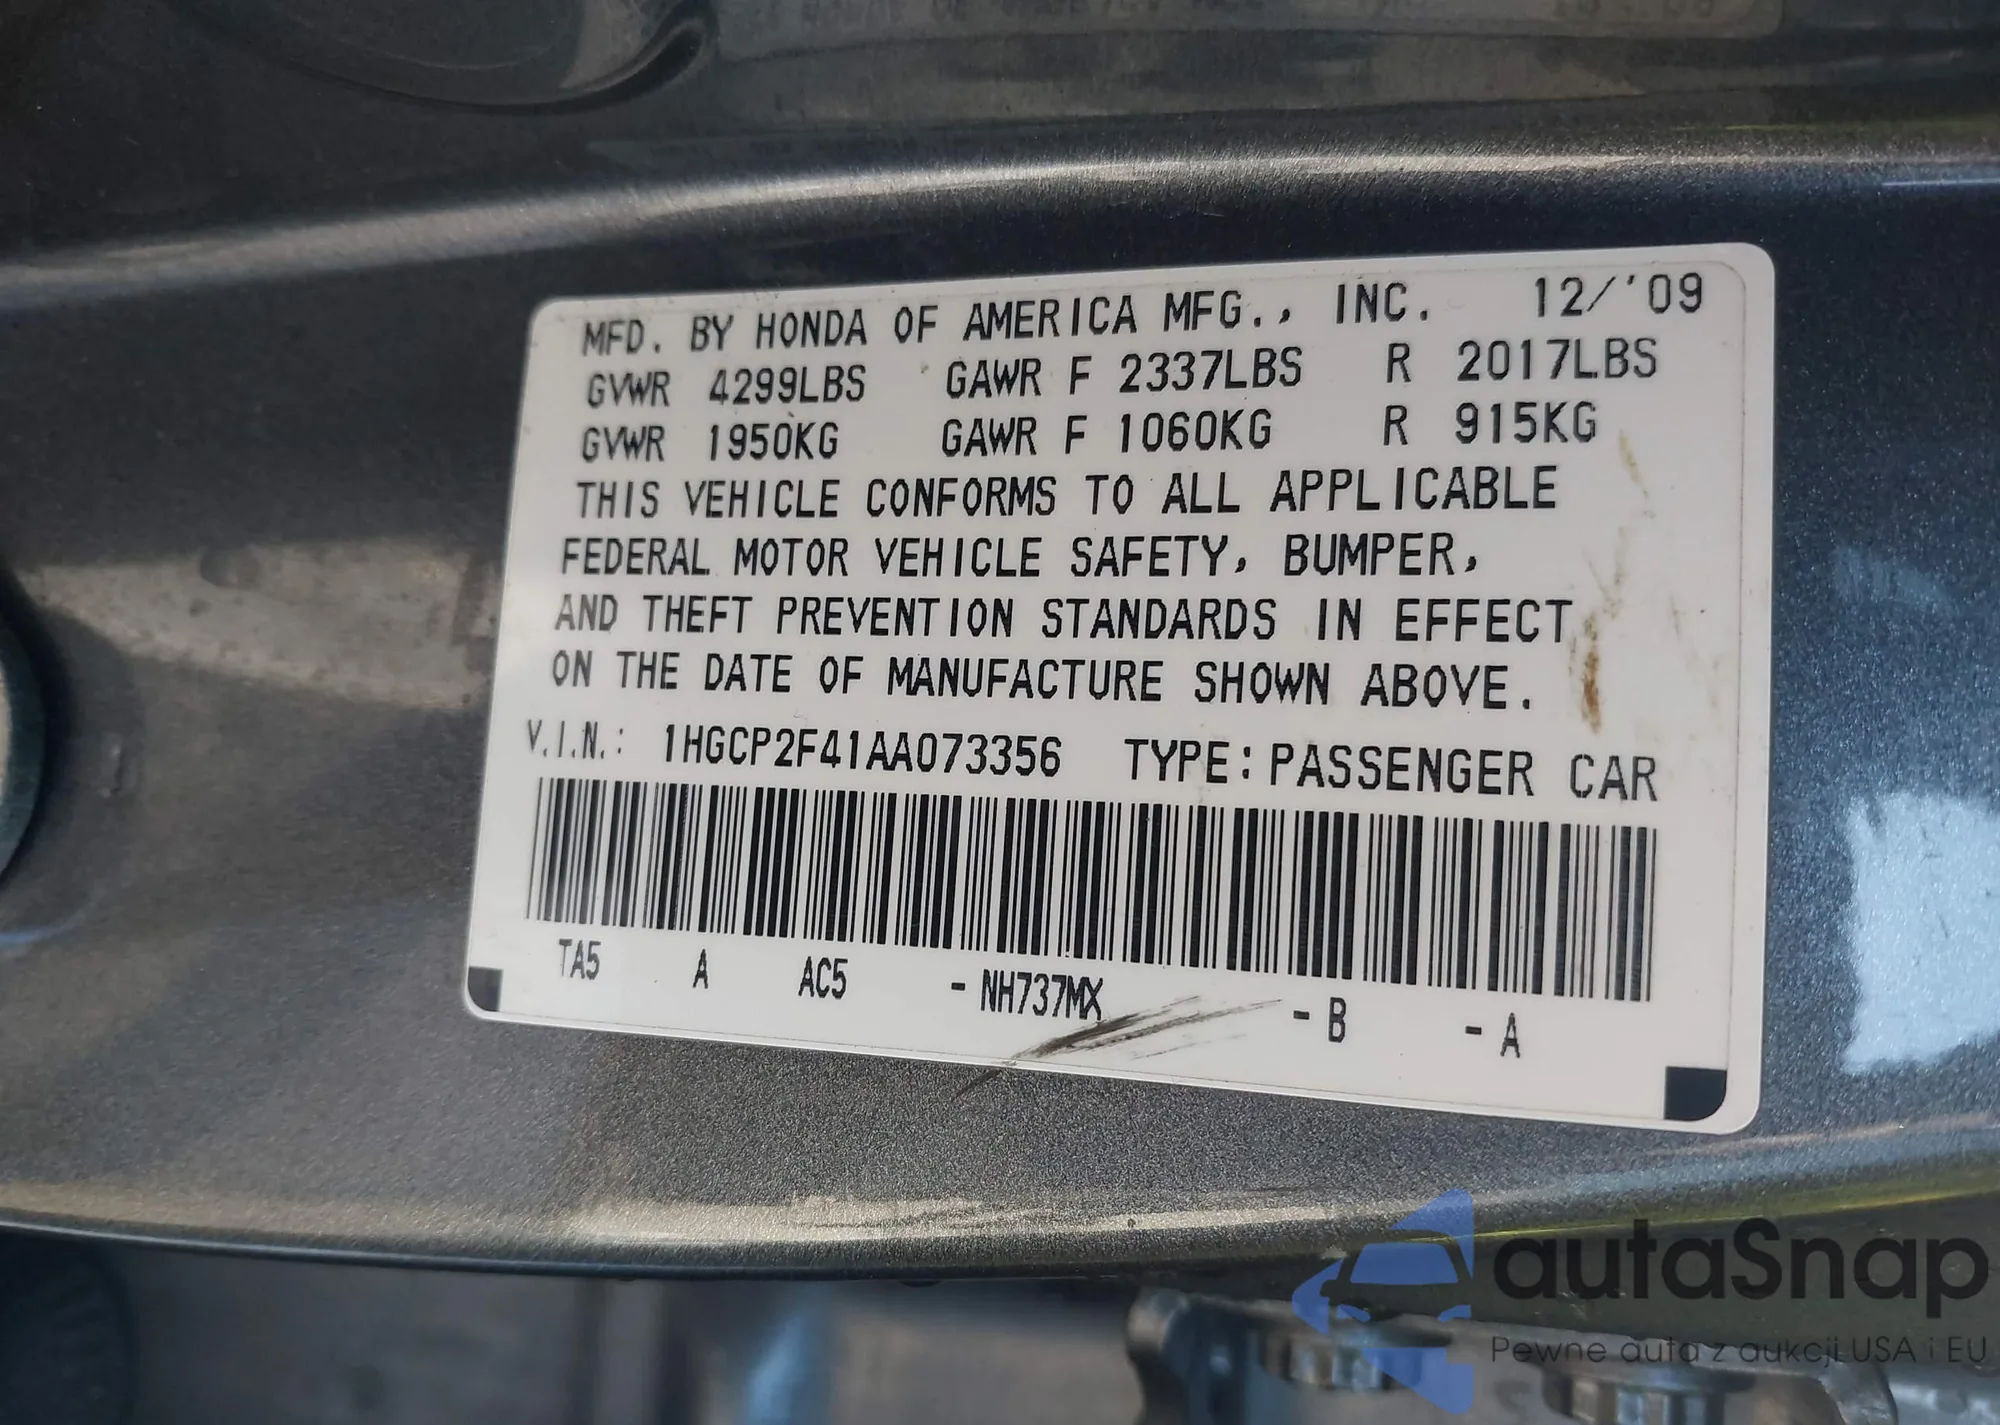 MFD. BY HONDA OF AMERICA MFG., INC. 12/'09
GVWR 4299LBS GAWR F 2337LBS R 2017LBS
GVWR 1950KG GAWR F 1060KG R 915KG
THIS VEHICLE CONFORMS TO ALL APPLICABLE
FEDERAL MOTOR VEHICLE SAFETY, BUMPER,
AND THEFT PREVENTION STANDARDS IN EFFECT
ON THE DATE OF MANUFACTURE SHOWN ABOVE.
V.I.N.: 1HGCP2F41AA073356 TYPE: PASSENGER CAR
TA5 A AC5 - NH737MX - B - A
autaSnap
Pewne auta z aukcji USA i EU